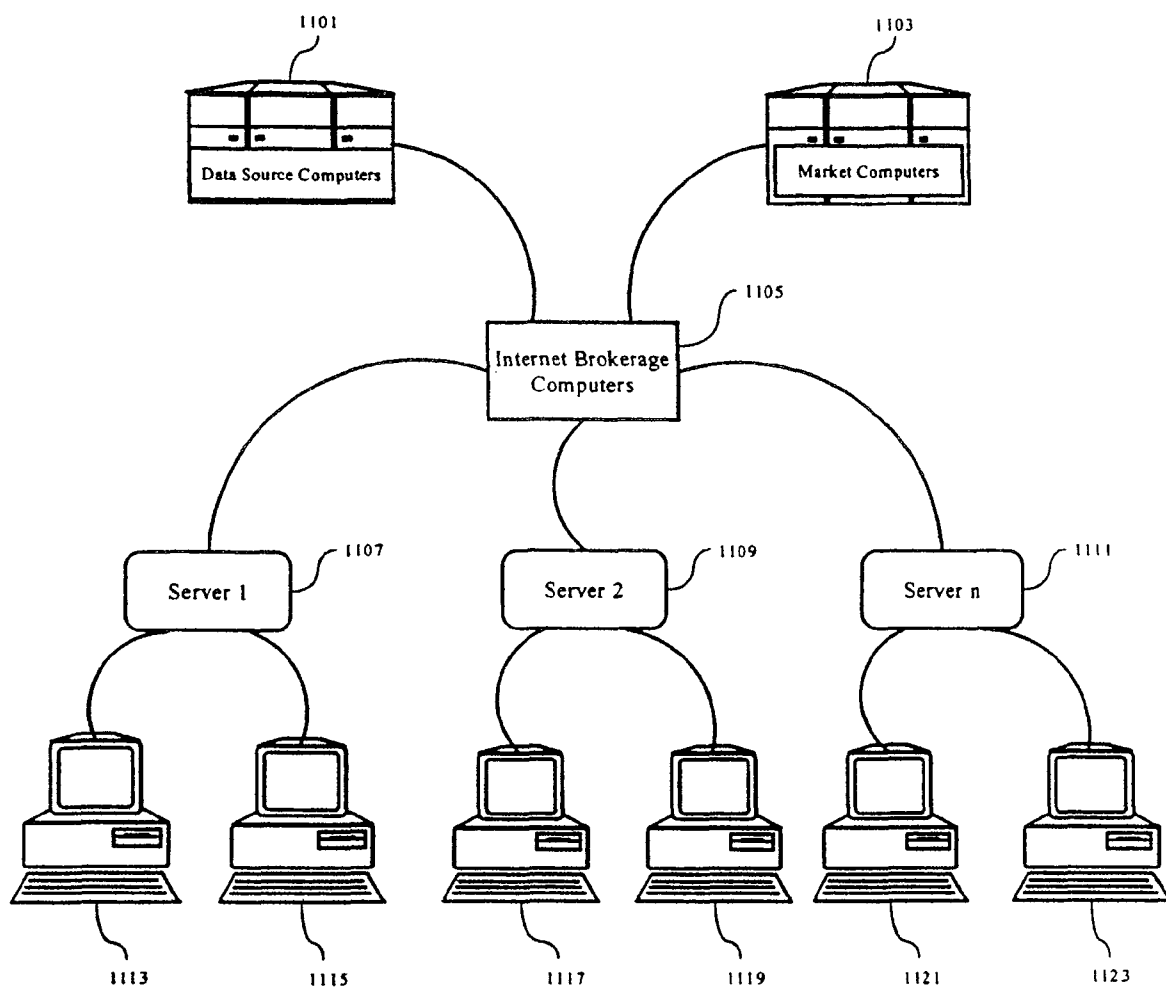 1101
1103
Data Source Computers
Market Computers
1105
Internet Brokerage
Computers
1107
1109
1111
Server 1
Server 2
Server n
1113
1115
1117
1119
1121
1123